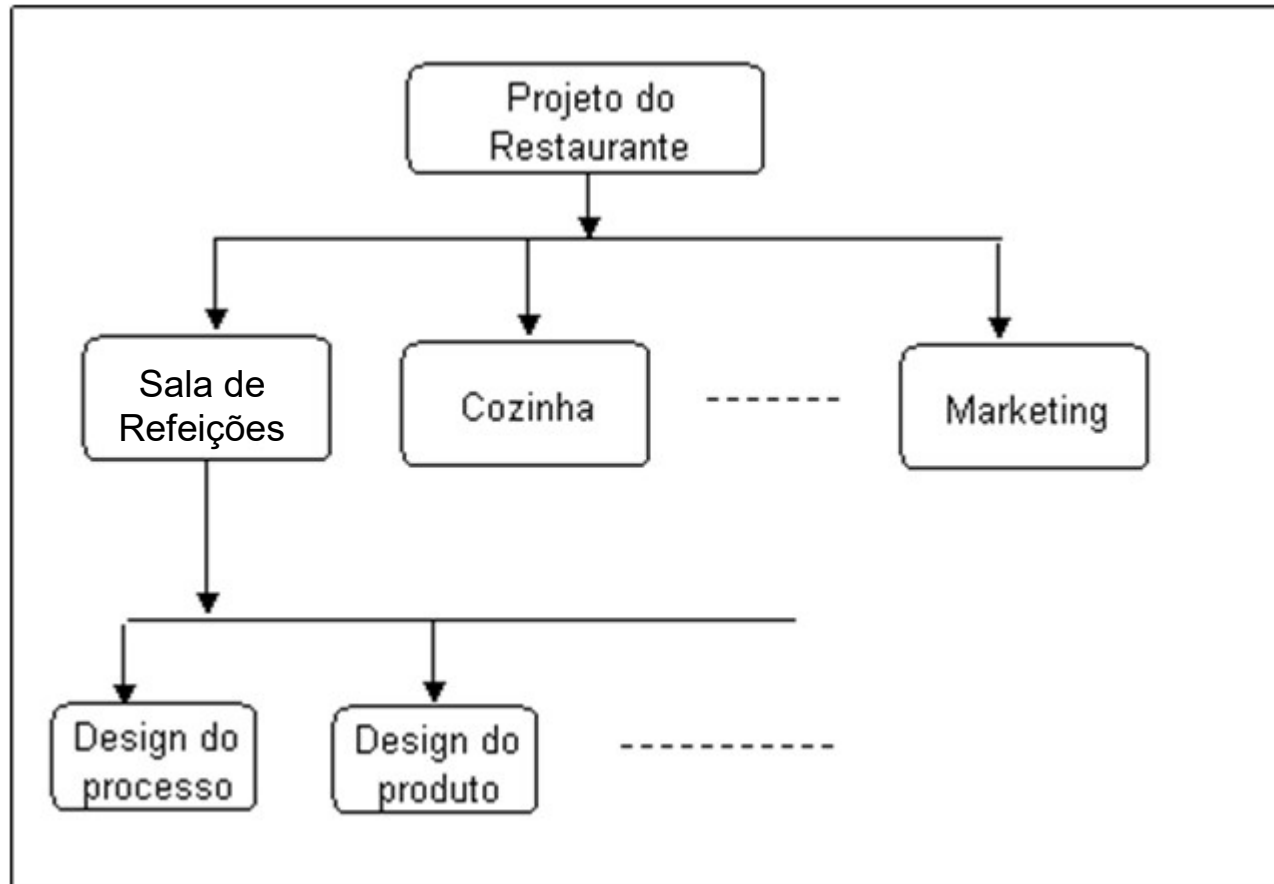 Projeto do
Restaurante
Sala de
Refeições
Cozinha
Marketing
Design do
processo
Design do
produto